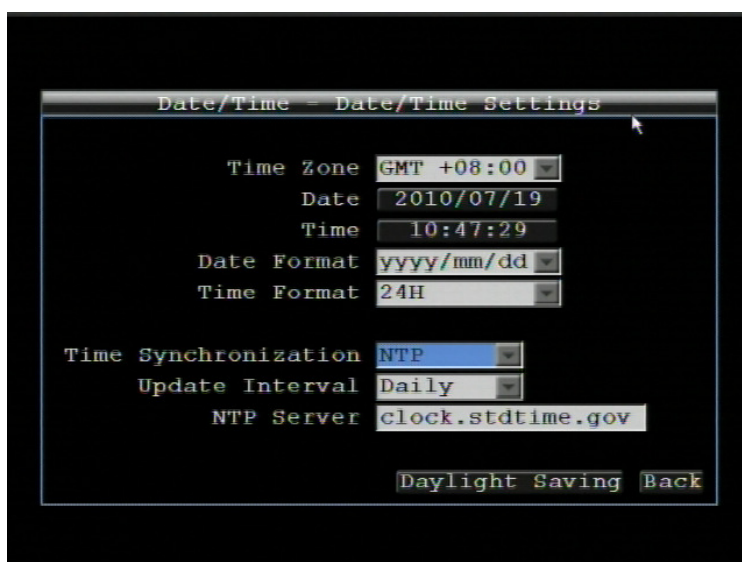 Date/Time - Date/Time Settings
Time Zone GMT +08:00
Date 2010/07/19
Time 10:47:29
Date Format yyyy/mm/dd
Time Format 24H
Time Synchronization NTP
Update Interval Daily
NTP Server clock.stdtime.gov
Daylight Saving Back